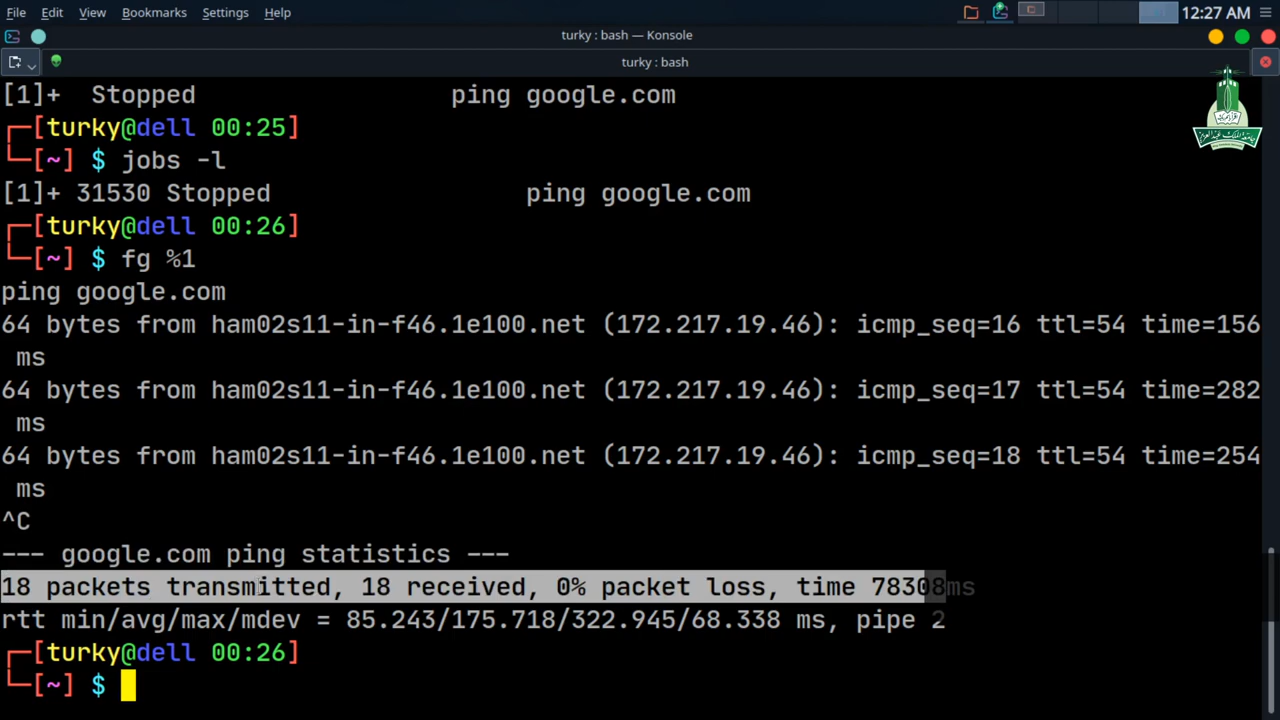 File Edit View Bookmarks Settings Help 12:27 AM
turky : bash — Konsole
turky : bash
[1]+  Stopped                 ping google.com
┌─[turky@dell 00:25]
└─[~] $ jobs -l
[1]+ 31530 Stopped                 ping google.com
┌─[turky@dell 00:26]
└─[~] $ fg %1
ping google.com
64 bytes from ham02s11-in-f46.1e100.net (172.217.19.46): icmp_seq=16 ttl=54 time=156
 ms
64 bytes from ham02s11-in-f46.1e100.net (172.217.19.46): icmp_seq=17 ttl=54 time=282
 ms
64 bytes from ham02s11-in-f46.1e100.net (172.217.19.46): icmp_seq=18 ttl=54 time=254
 ms
^C
--- google.com ping statistics ---
18 packets transmitted, 18 received, 0% packet loss, time 78308ms
rtt min/avg/max/mdev = 85.243/175.718/322.945/68.338 ms, pipe 2
┌─[turky@dell 00:26]
└─[~] $